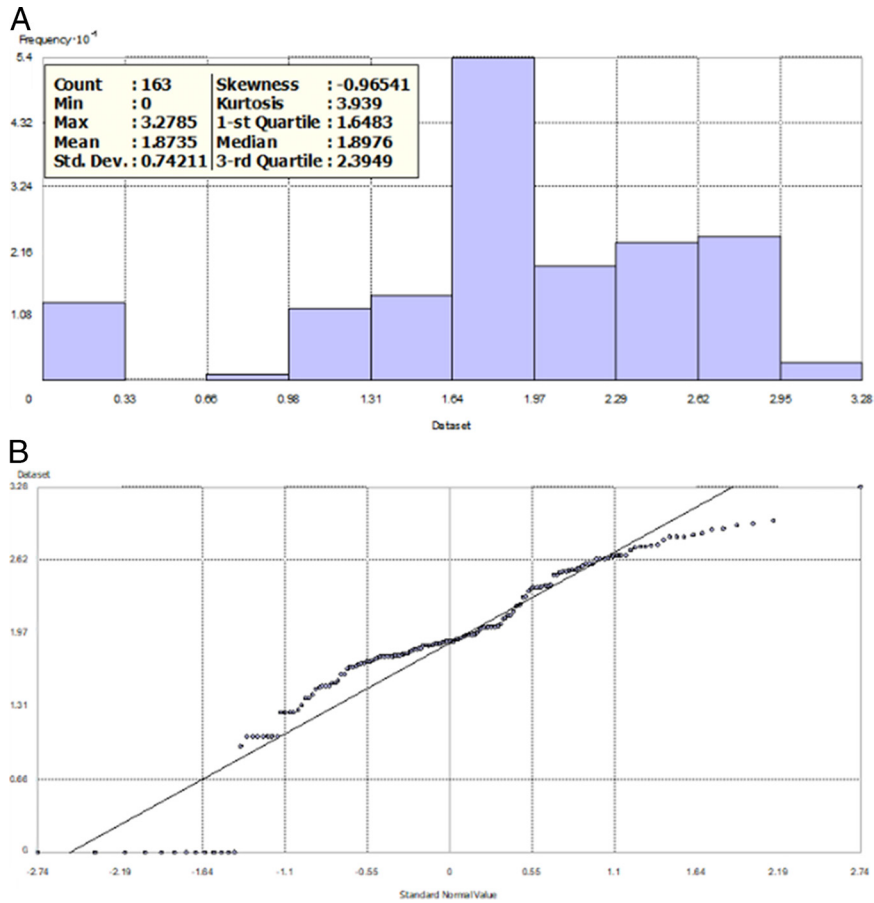 A
Frequency·10⁻¹
5.4
Count : 163 Skewness : -0.96541
Min : 0 Kurtosis : 3.939
Max : 3.2785 1-st Quartile : 1.6483
Mean : 1.8735 Median : 1.8976
Std. Dev. : 0.74211 3-rd Quartile : 2.3949
4.32
3.24
2.16
1.08
0 0.33 0.66 0.98 1.31 1.64 1.97 2.29 2.62 2.95 3.28
Dataset
B
Dataset
3.28
2.62
1.97
1.31
0.66
0
-2.74 -2.19 -1.64 -1.1 -0.55 0 0.55 1.1 1.64 2.19 2.74
Standard Normal Value